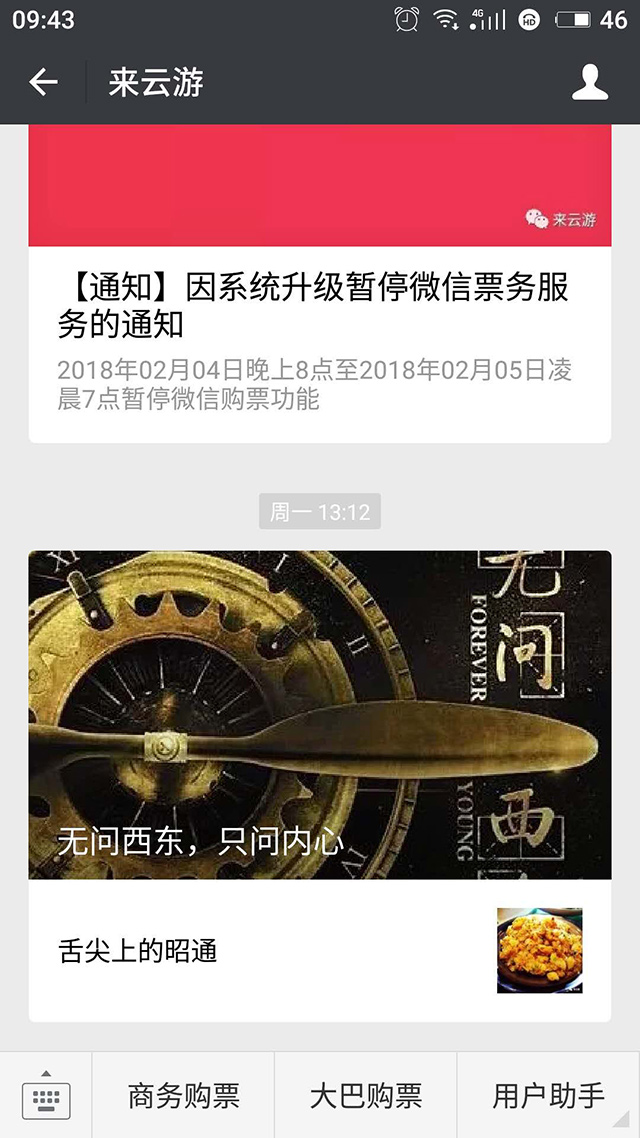 09:43
4G
HD
46
来云游
来云游
【通知】因系统升级暂停微信票务服
务的通知
2018年02月04日晚上8点至2018年02月05日凌
晨7点暂停微信购票功能
周一 13:12
XI
I
II
IV
无问
FOREVER
西
YOUNG
无问西东，只问内心
舌尖上的昭通
商务购票
大巴购票
用户助手